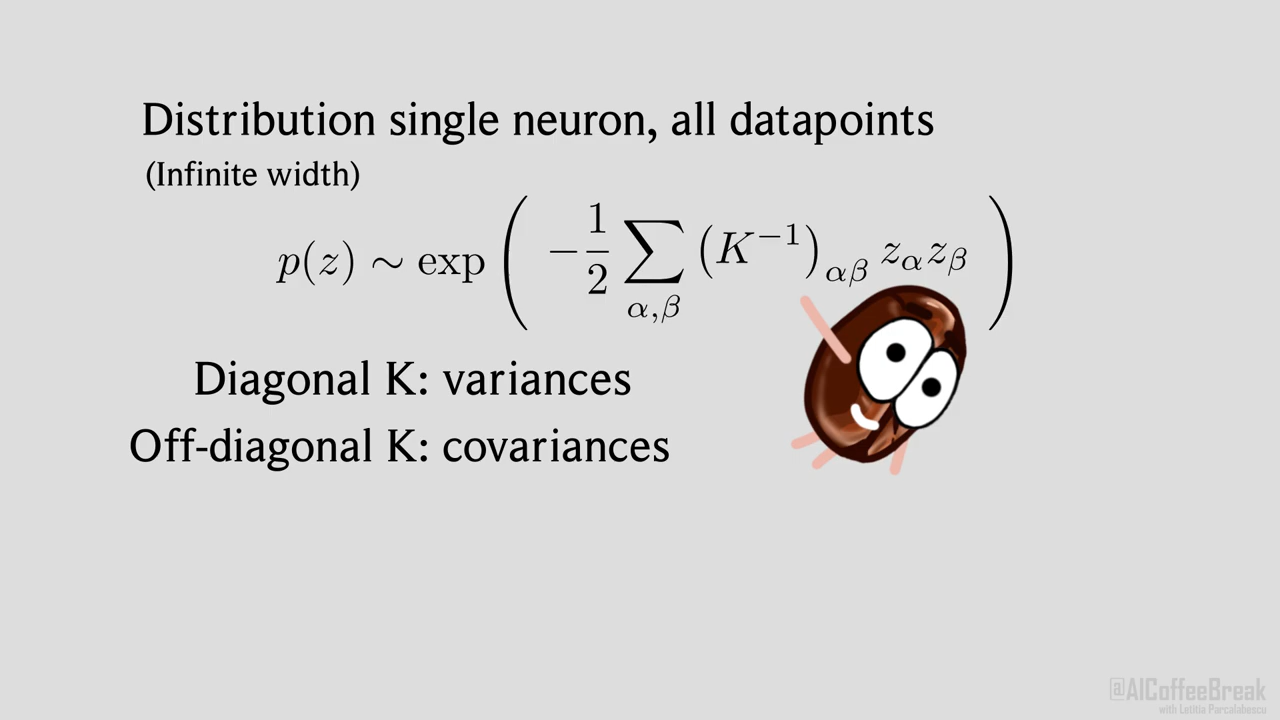 Distribution single neuron, all datapoints
(Infinite width)
p(z) ∼ exp ( −1/2 ∑_{α,β} (K^{−1})_{αβ} z_α z_β )
Diagonal K: variances
Off-diagonal K: covariances
@AICoffeeBreak
with Letitia Parcalabescu